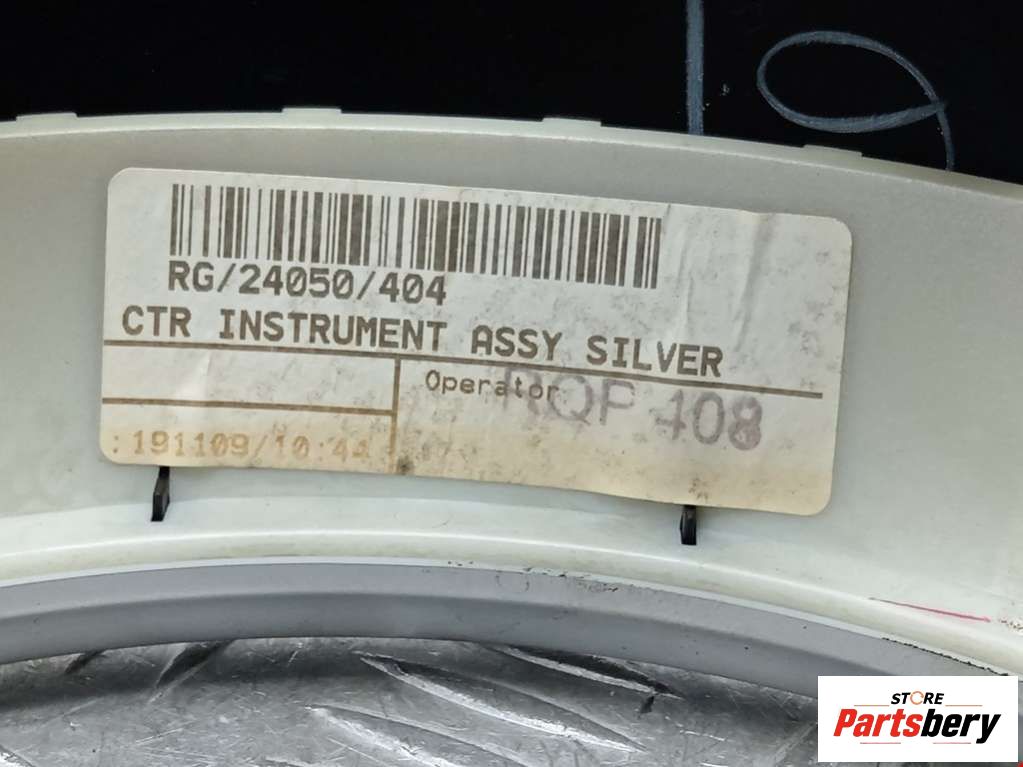 RG/24050/404
CTR INSTRUMENT ASSY SILVER
Operator RQP 408
:191109/10:44
STORE
Partsbery